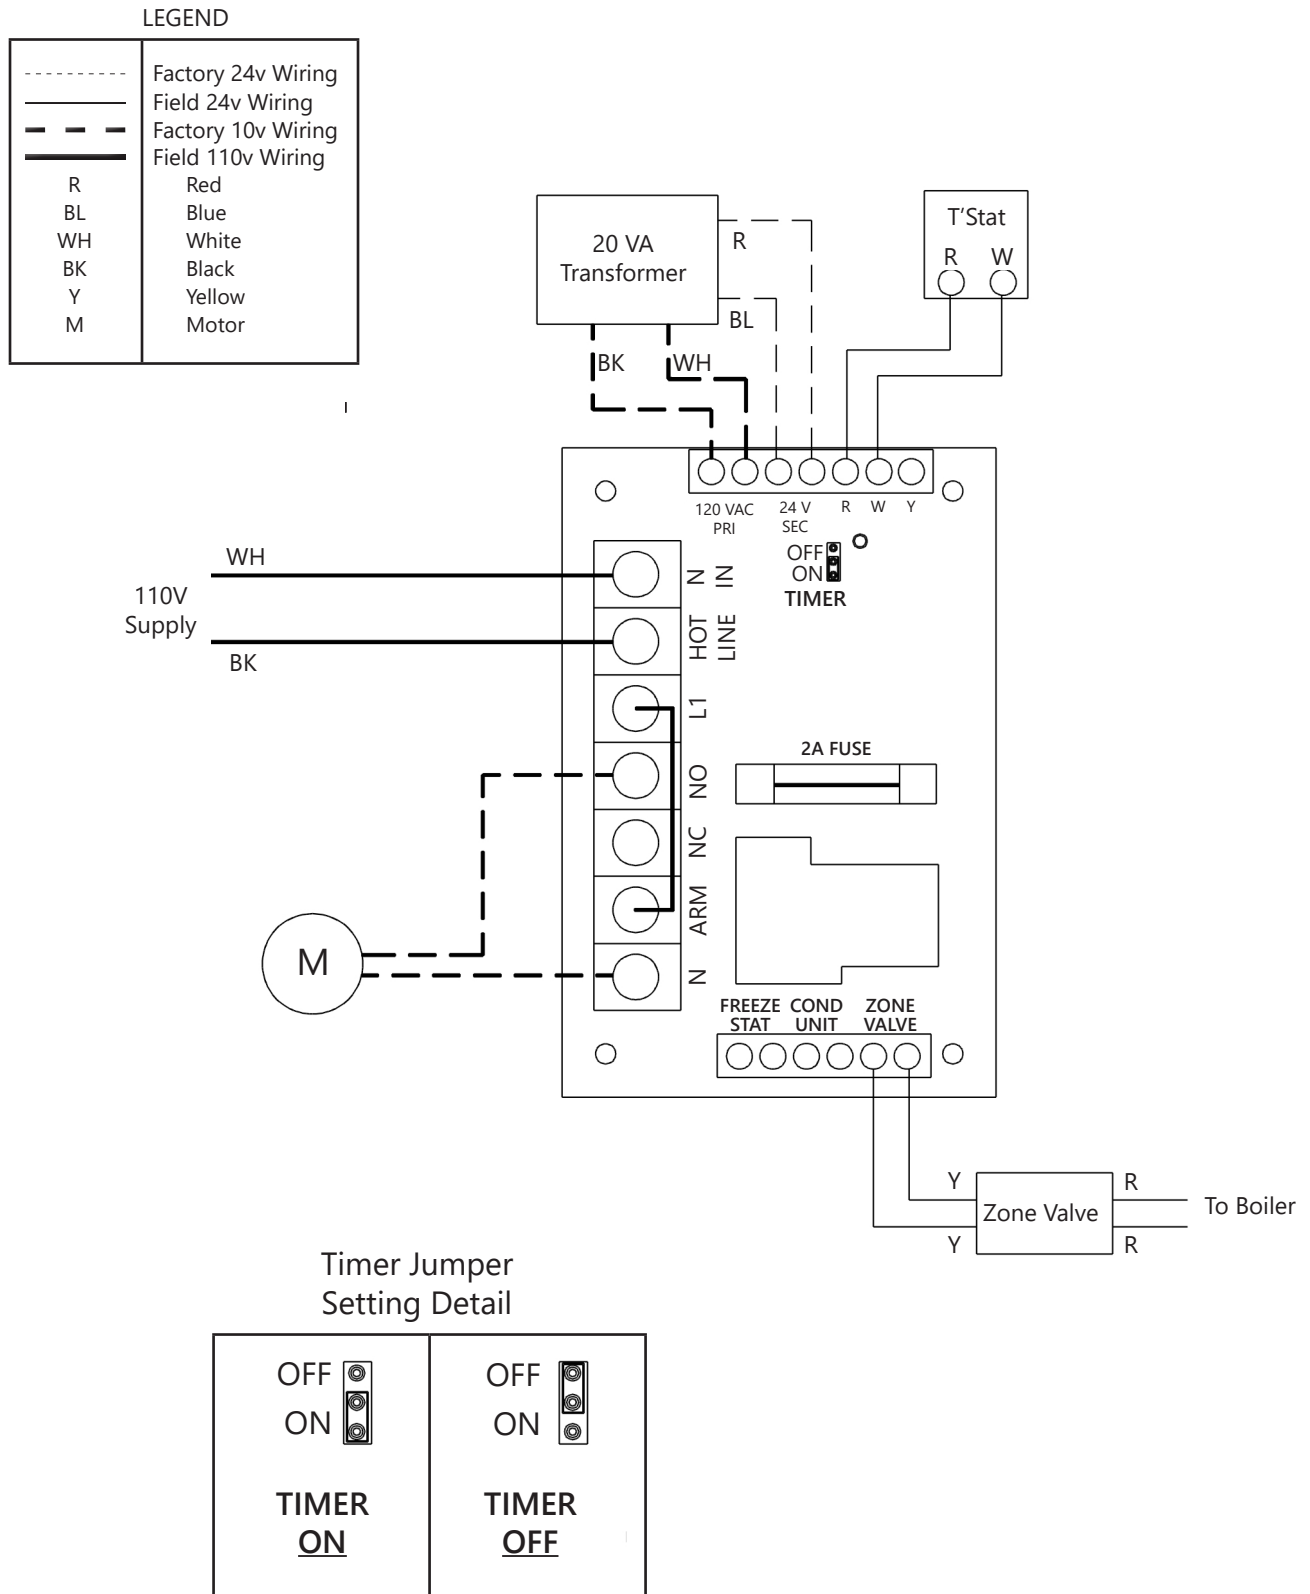 LEGEND
Factory 24v Wiring
Field 24v Wiring
Factory 10v Wiring
Field 110v Wiring
R Red
BL Blue
WH White
BK Black
Y Yellow
M Motor
20 VA
Transformer
R
BL
BK
WH
T'Stat
R W
120 VAC
PRI
24 V
SEC
R W Y
OFF
ON
TIMER
WH
110V
Supply
BK
N
IN
HOT
LINE
L1
NO
NC
ARM
N
2A FUSE
M
FREEZE
STAT
COND
UNIT
ZONE
VALVE
Y
Y
Zone Valve
R
R
To Boiler
Timer Jumper
Setting Detail
OFF
ON
TIMER
ON
OFF
ON
TIMER
OFF